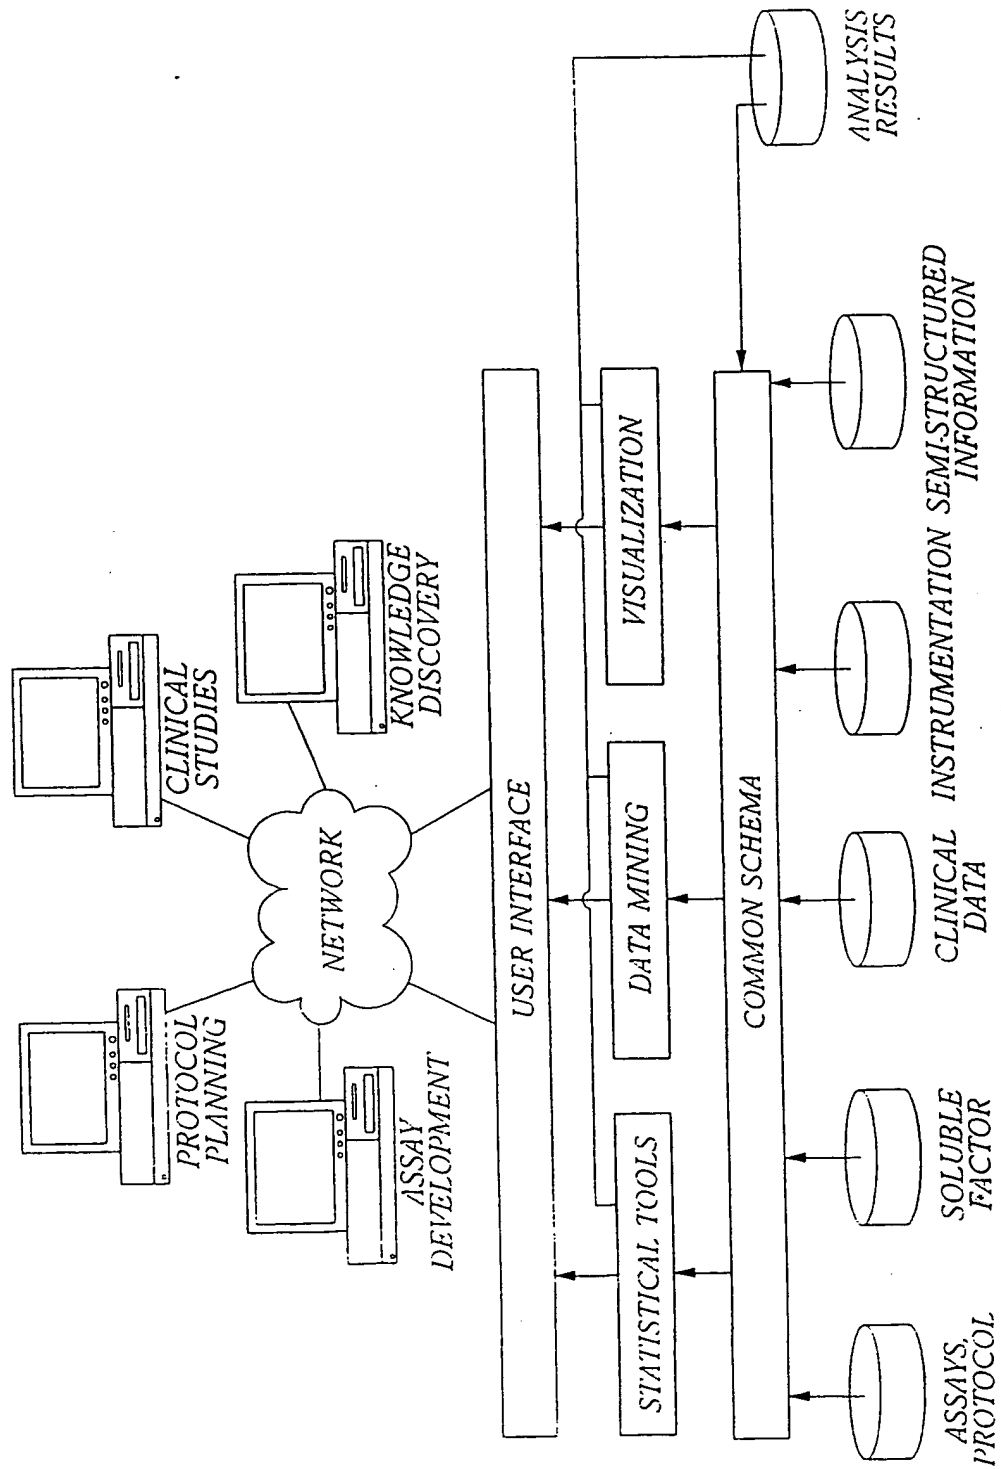 PROTOCOL
PLANNING
CLINICAL
STUDIES
ASSAY
DEVELOPMENT
NETWORK
KNOWLEDGE
DISCOVERY
USER INTERFACE
STATISTICAL TOOLS
DATA MINING
VISUALIZATION
COMMON SCHEMA
ASSAYS,
PROTOCOL
SOLUBLE
FACTOR
CLINICAL
DATA
INSTRUMENTATION
SEMI-STRUCTURED
INFORMATION
ANALYSIS
RESULTS